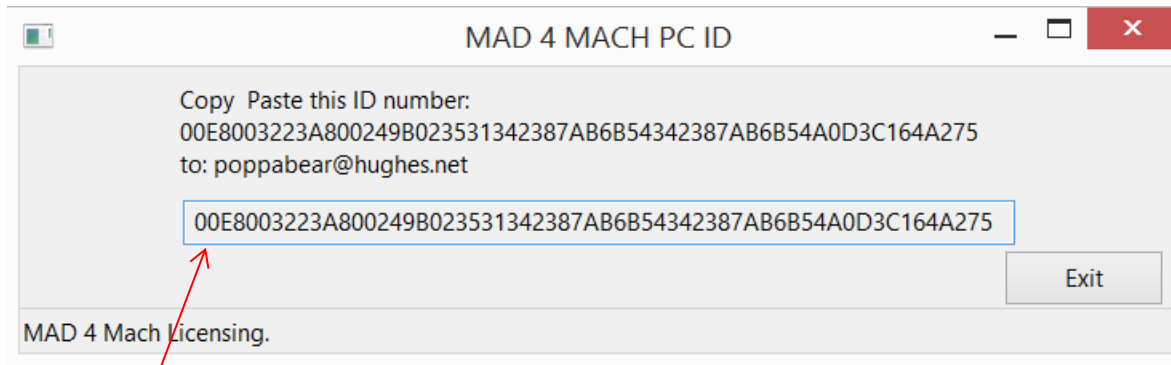 MAD 4 MACH PC ID
Copy  Paste this ID number:
00E8003223A800249B023531342387AB6B54342387AB6B54A0D3C164A275
to: poppabear@hughes.net
00E8003223A800249B023531342387AB6B54342387AB6B54A0D3C164A275
Exit
MAD 4 Mach Licensing.